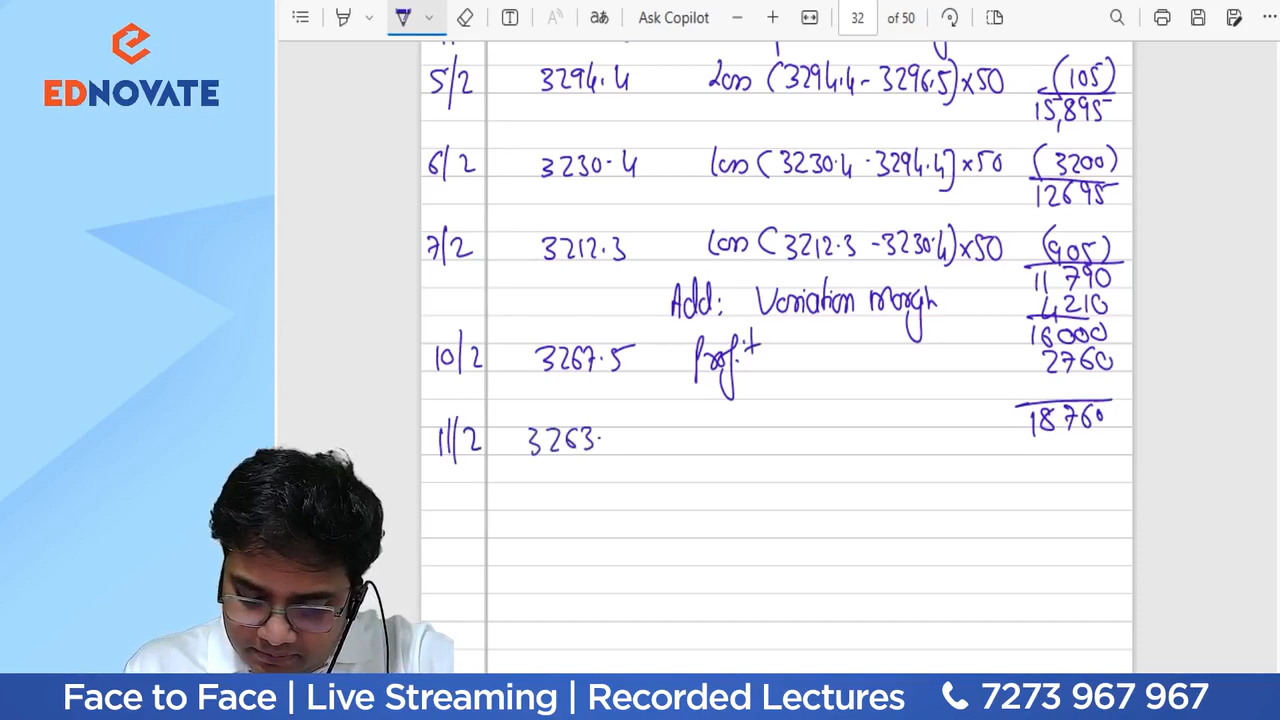 Ask Copilot
32 of 50
EDNOVATE
5/2 3294.4 Loss (3294.4 - 3296.5) × 50 (105)
15,895
6/2 3230.4 Loss (3230.4 - 3294.4) × 50 (3200)
12695
7/2 3212.3 Loss (3212.3 - 3230.4) × 50 (905)
11 790
Add: Variation Margin 4210
16000
10/2 3267.5 Profit 2760
18760
11/2 3263.
Face to Face | Live Streaming | Recorded Lectures 7273 967 967